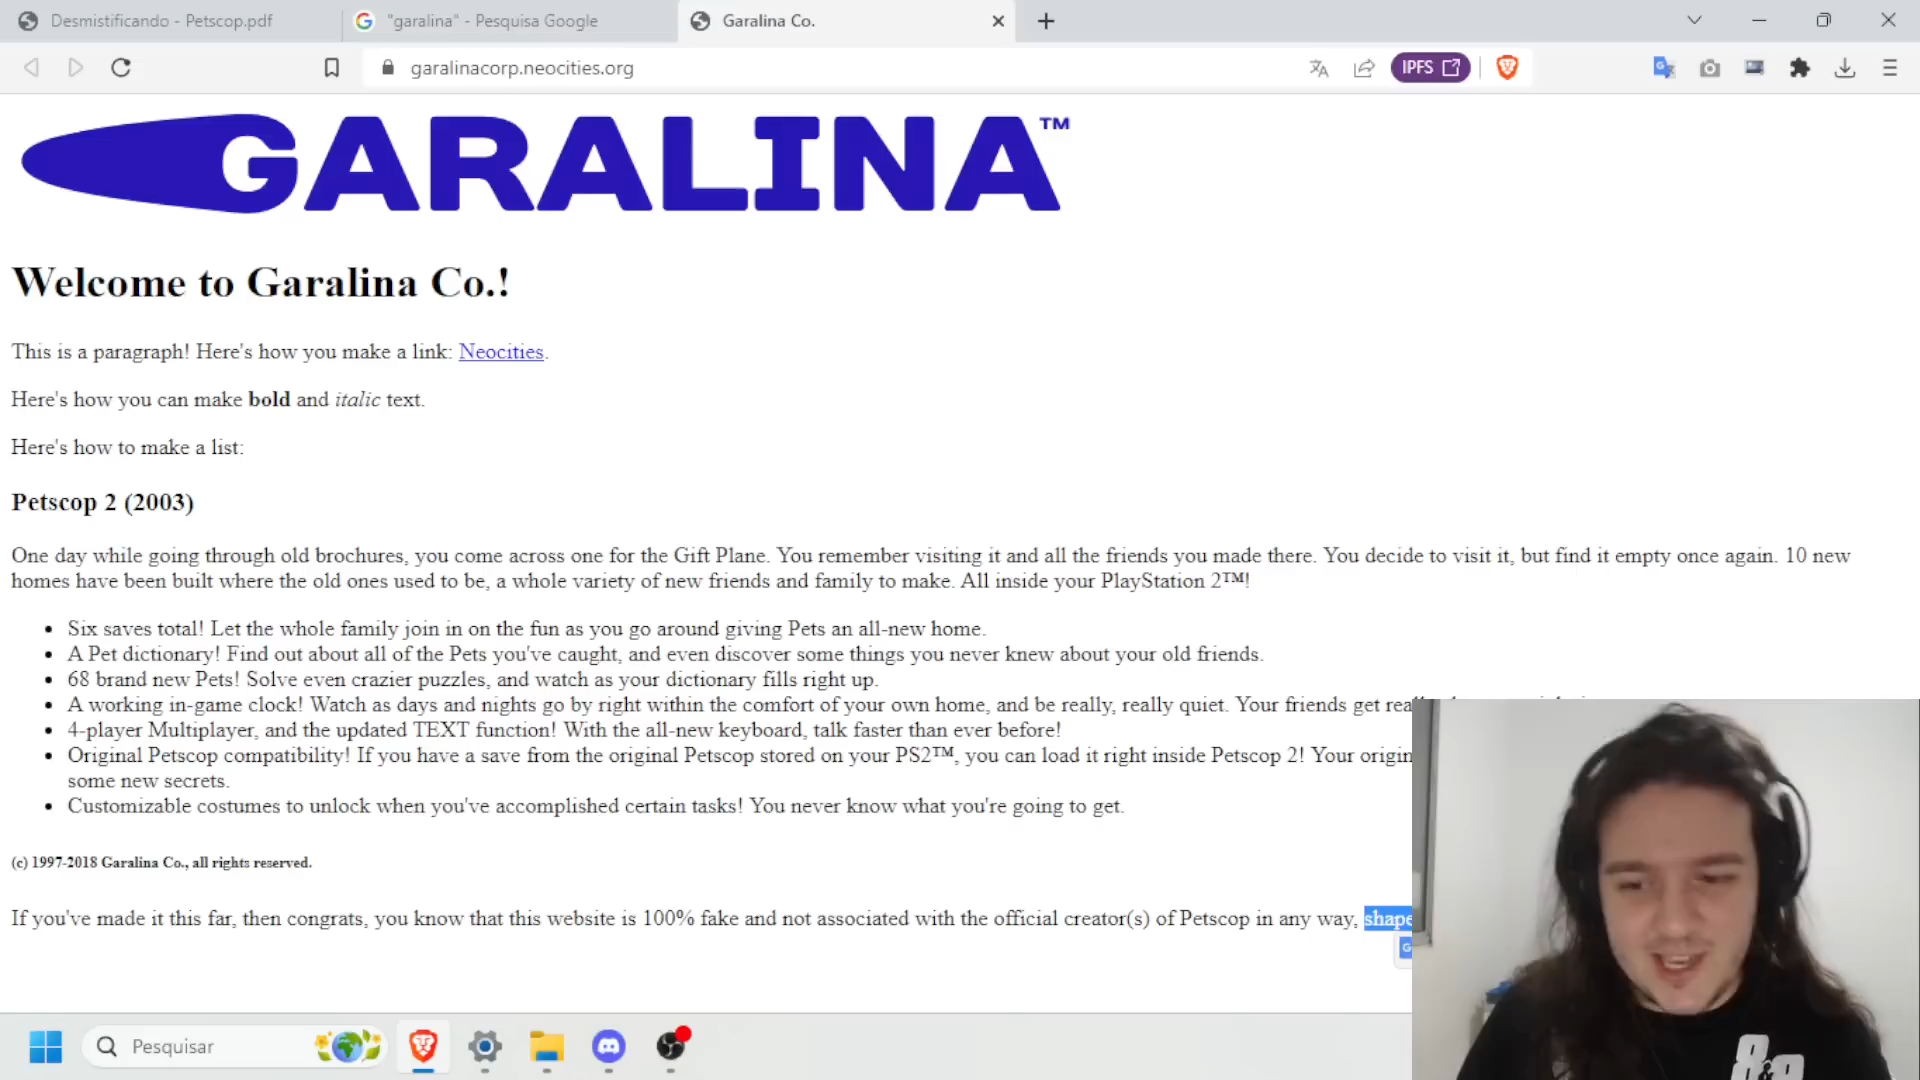 Desmistificando - Petscop.pdf
"garalina" - Pesquisa Google
Garalina Co.
garalinacorp.neocities.org
IPFS
GARALINA™
Welcome to Garalina Co.!
This is a paragraph! Here's how you make a link: Neocities.
Here's how you can make bold and italic text.
Here's how to make a list:
Petscop 2 (2003)
One day while going through old brochures, you come across one for the Gift Plane. You remember visiting it and all the friends you made there. You decide to visit it, but find it empty once again. 10 new
homes have been built where the old ones used to be, a whole variety of new friends and family to make. All inside your PlayStation 2™!
• Six saves total! Let the whole family join in on the fun as you go around giving Pets an all-new home.
• A Pet dictionary! Find out about all of the Pets you've caught, and even discover some things you never knew about your old friends.
• 68 brand new Pets! Solve even crazier puzzles, and watch as your dictionary fills right up.
• A working in-game clock! Watch as days and nights go by right within the comfort of your own home, and be really, really quiet. Your friends get
• 4-player Multiplayer, and the updated TEXT function! With the all-new keyboard, talk faster than ever before!
• Original Petscop compatibility! If you have a save from the original Petscop stored on your PS2™, you can load it right inside Petscop 2! Your
some new secrets.
• Customizable costumes to unlock when you've accomplished certain tasks! You never know what you're going to get.
(c) 1997-2018 Garalina Co., all rights reserved.
If you've made it this far, then congrats, you know that this website is 100% fake and not associated with the official creator(s) of Petscop in any way, shape
Pesquisar